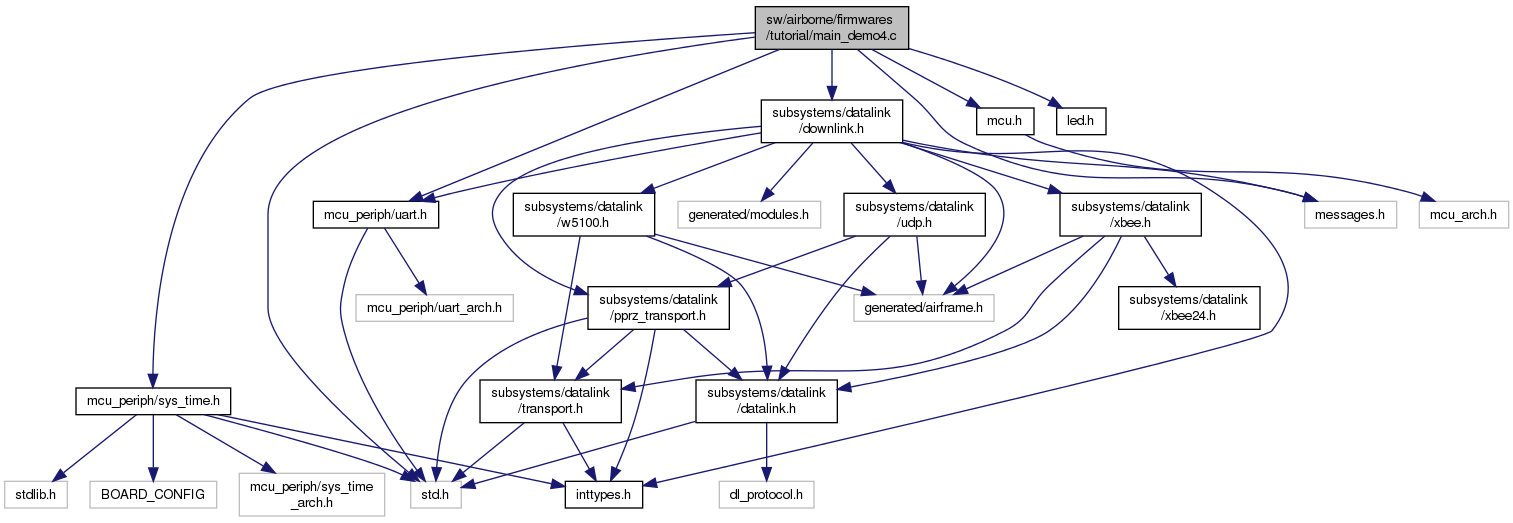 sw/airborne/firmwares
/tutorial/main_demo4.c
subsystems/datalink
/downlink.h
mcu.h
led.h
mcu_periph/uart.h
subsystems/datalink
/w5100.h
generated/modules.h
subsystems/datalink
/udp.h
subsystems/datalink
/xbee.h
messages.h
mcu_arch.h
mcu_periph/uart_arch.h
subsystems/datalink
/pprz_transport.h
generated/airframe.h
subsystems/datalink
/xbee24.h
mcu_periph/sys_time.h
subsystems/datalink
/transport.h
subsystems/datalink
/datalink.h
stdlib.h
BOARD_CONFIG
mcu_periph/sys_time
_arch.h
std.h
inttypes.h
dl_protocol.h